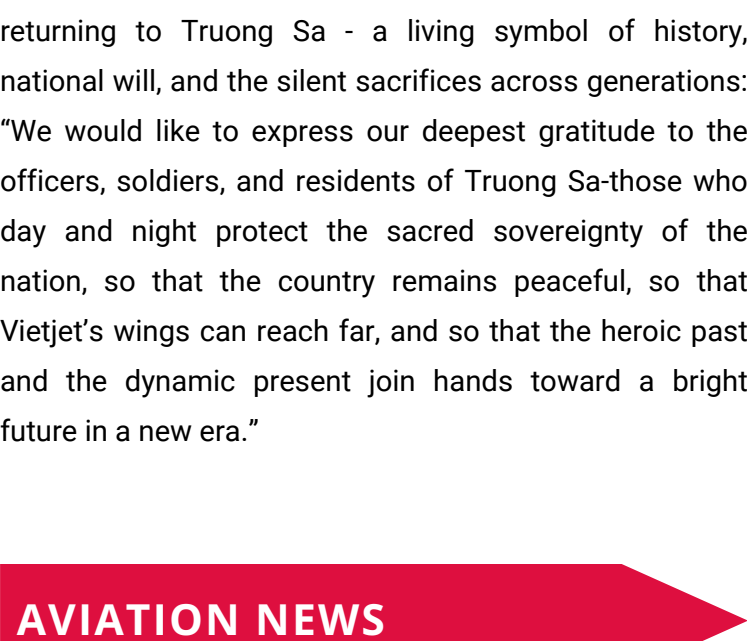 returning to Truong Sa - a living symbol of history,
national will, and the silent sacrifices across generations:
“We would like to express our deepest gratitude to the
officers, soldiers, and residents of Truong Sa-those who
day and night protect the sacred sovereignty of the
nation, so that the country remains peaceful, so that
Vietjet’s wings can reach far, and so that the heroic past
and the dynamic present join hands toward a bright
future in a new era.”
AVIATION NEWS